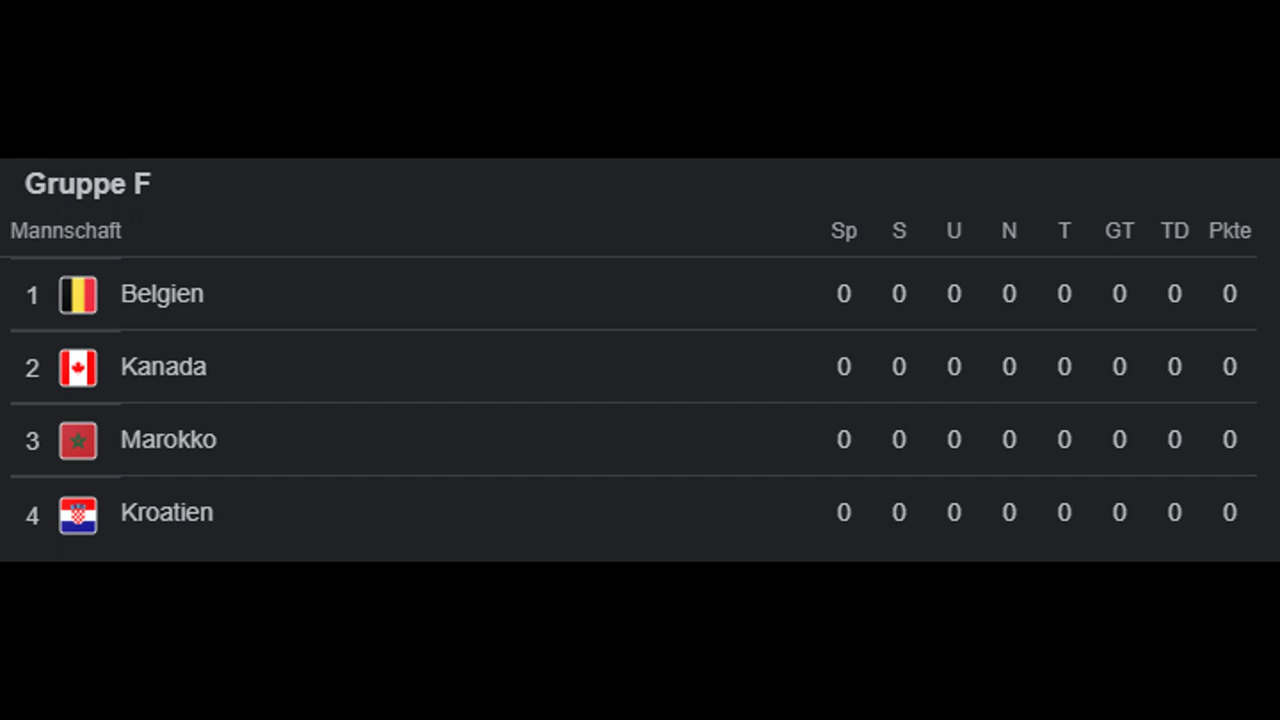 Gruppe F
Mannschaft Sp S U N T GT TD Pkte
1 Belgien 0 0 0 0 0 0 0 0
2 Kanada 0 0 0 0 0 0 0 0
3 Marokko 0 0 0 0 0 0 0 0
4 Kroatien 0 0 0 0 0 0 0 0